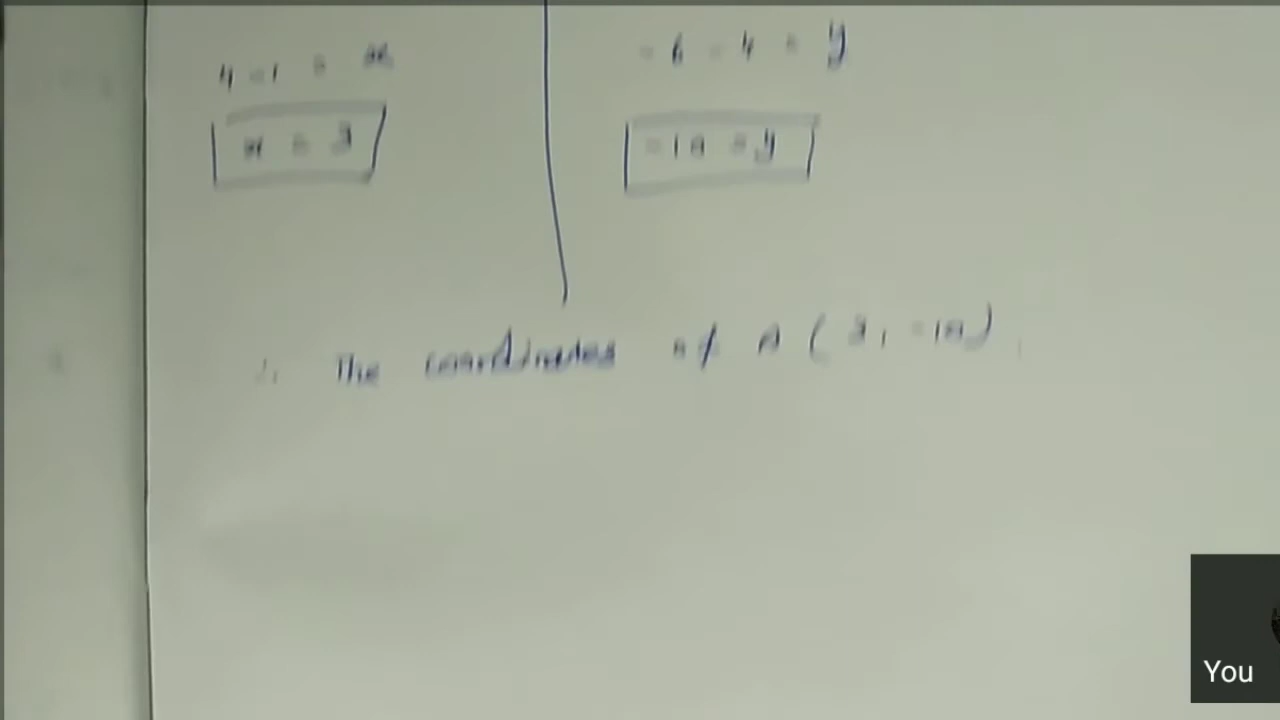 4 - 1 = x
x = 3
- 6 - 4 = y
- 10 = y
∴ The coordinates of A ( 3, -10)
You